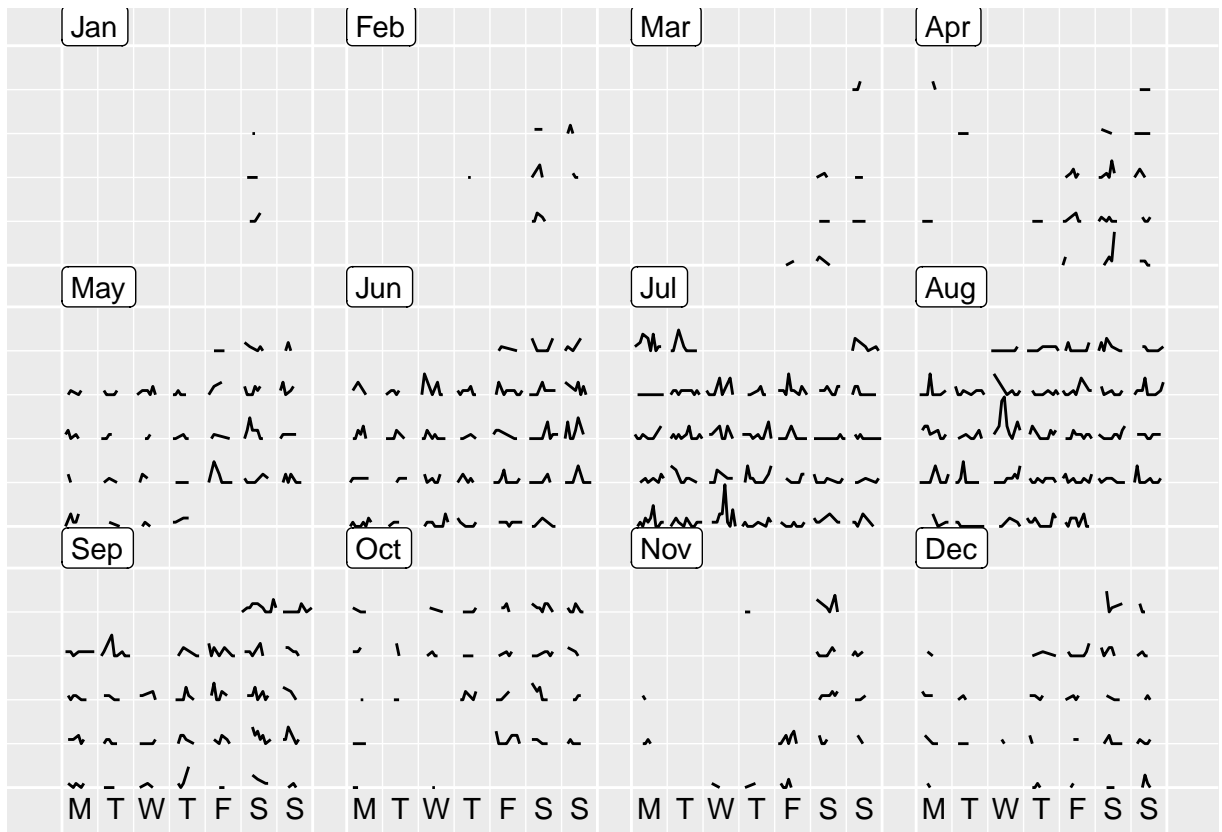 Jan Feb Mar Apr
May Jun Jul Aug
Sep Oct Nov Dec
M T W T F S S M T W T F S S M T W T F S S M T W T F S S